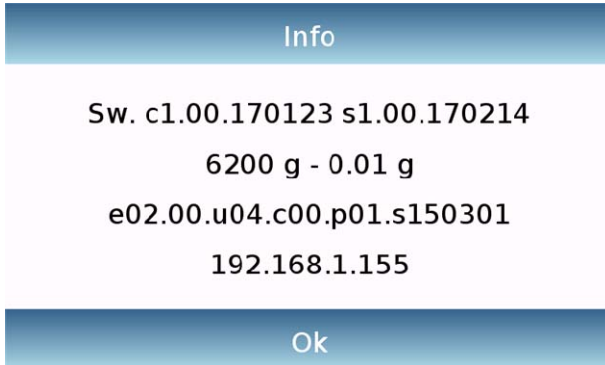 Info
Sw. c1.00.170123 s1.00.170214
6200 g - 0.01 g
e02.00.u04.c00.p01.s150301
192.168.1.155
Ok